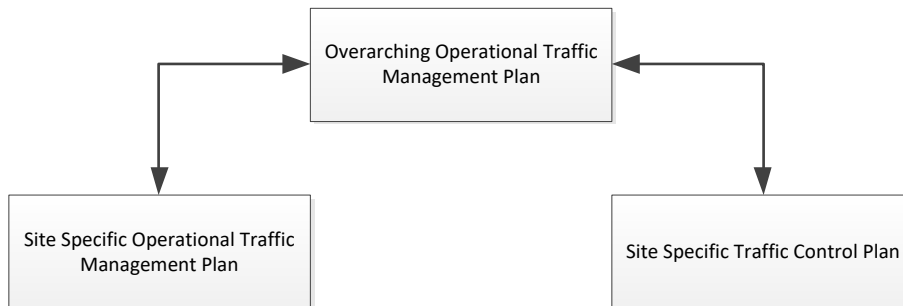 Overarching Operational Traffic
Management Plan
Site Specific Operational Traffic
Management Plan
Site Specific Traffic Control Plan